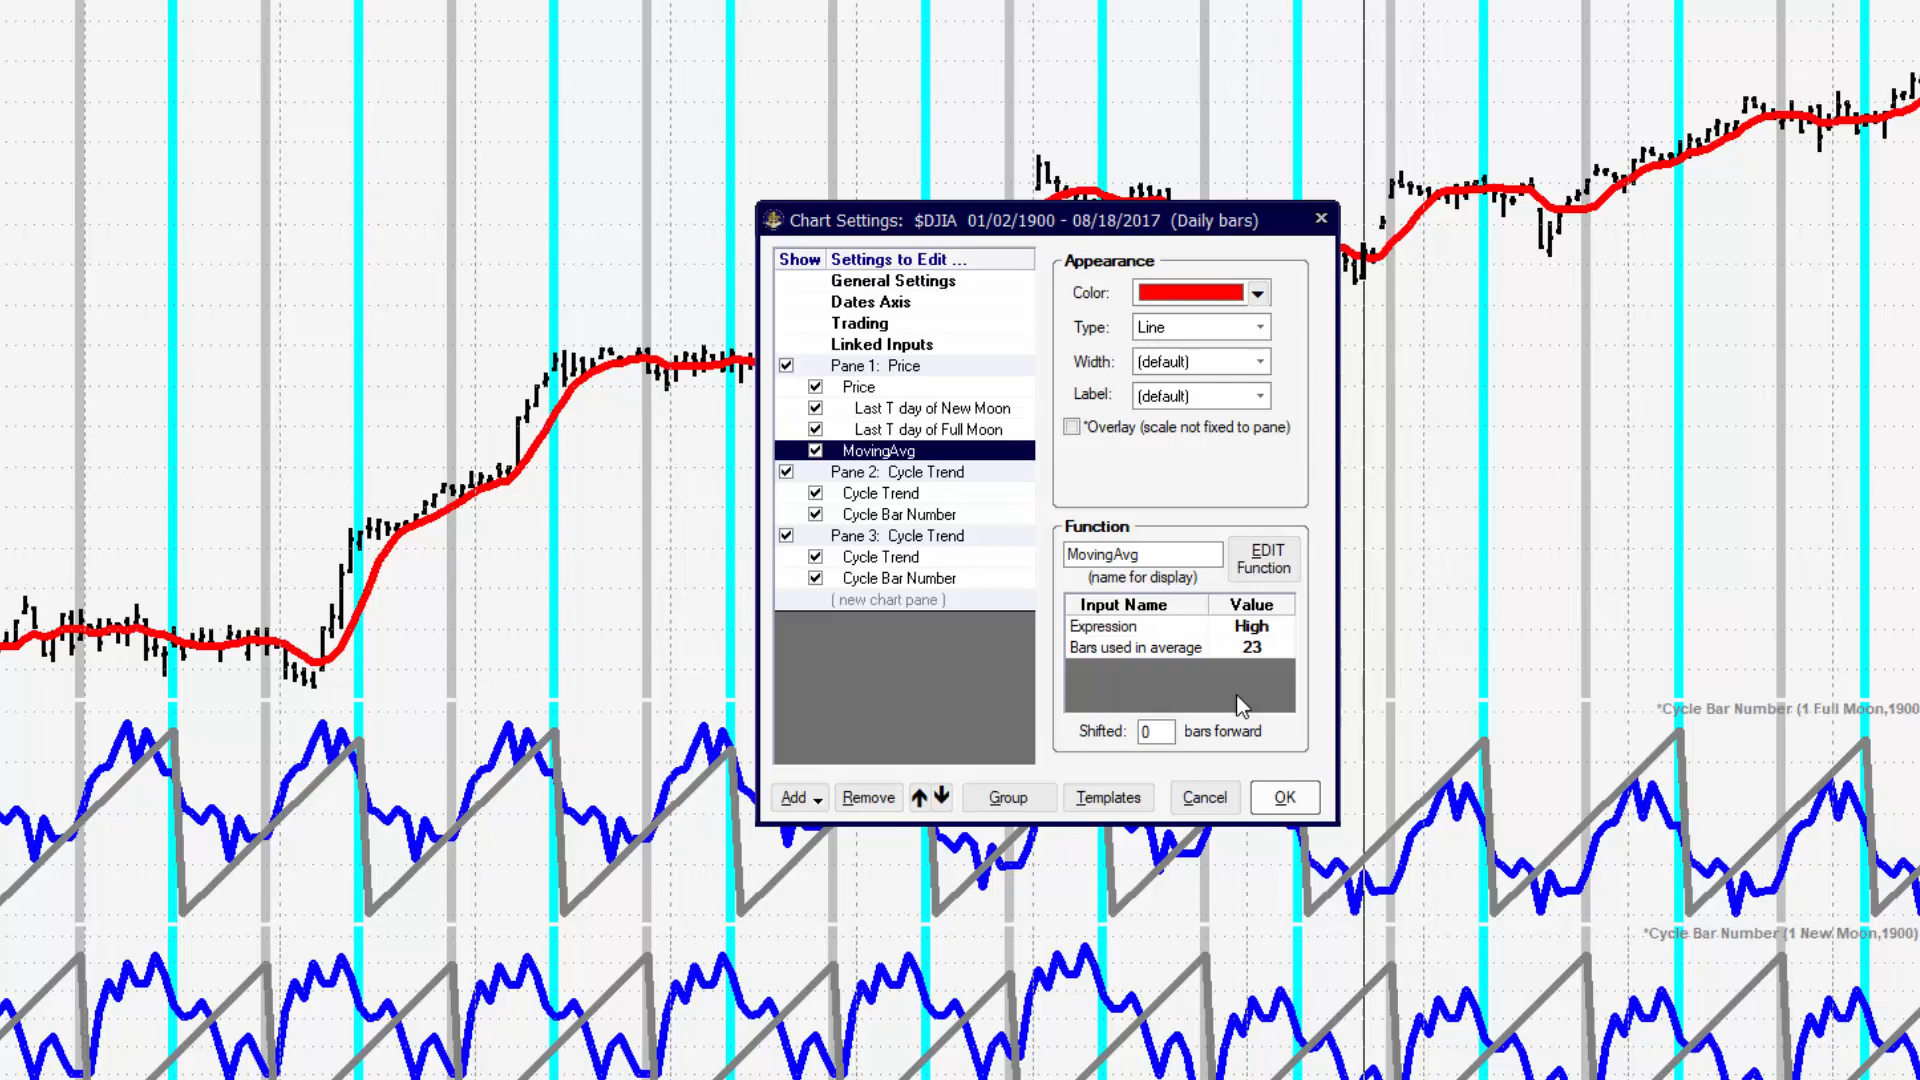 Chart Settings: $DJIA 01/02/1900 - 08/18/2017 (Daily bars)
Show Settings to Edit ...
General Settings
Dates Axis
Trading
Linked Inputs
Pane 1: Price
Price
Last T day of New Moon
Last T day of Full Moon
MovingAvg
Pane 2: Cycle Trend
Cycle Trend
Cycle Bar Number
Pane 3: Cycle Trend
Cycle Trend
Cycle Bar Number
( new chart pane )
Appearance
Color:
Type: Line
Width: (default)
Label: (default)
*Overlay (scale not fixed to pane)
Function
MovingAvg
(name for display)
EDIT
Function
Input Name Value
Expression High
Bars used in average 23
Shifted: 0 bars forward
Add Remove Group Templates Cancel OK
*Cycle Bar Number (1 Full Moon,1900
*Cycle Bar Number (1 New Moon,1900)